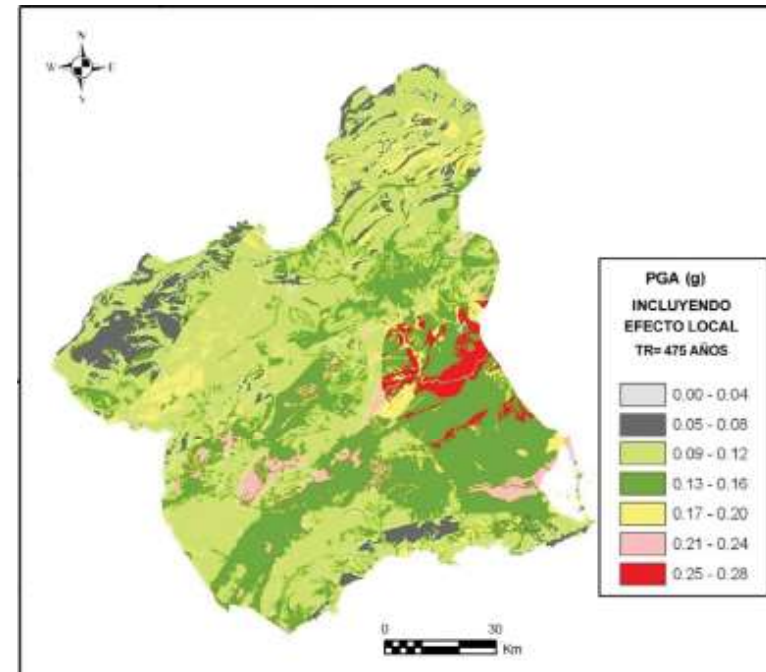 N
W E
S
PGA (g)
INCLUYENDO
EFECTO LOCAL
TR= 475 AÑOS
0.00 - 0.04
0.05 - 0.08
0.09 - 0.12
0.13 - 0.16
0.17 - 0.20
0.21 - 0.24
0.25 - 0.28
0 30
Km